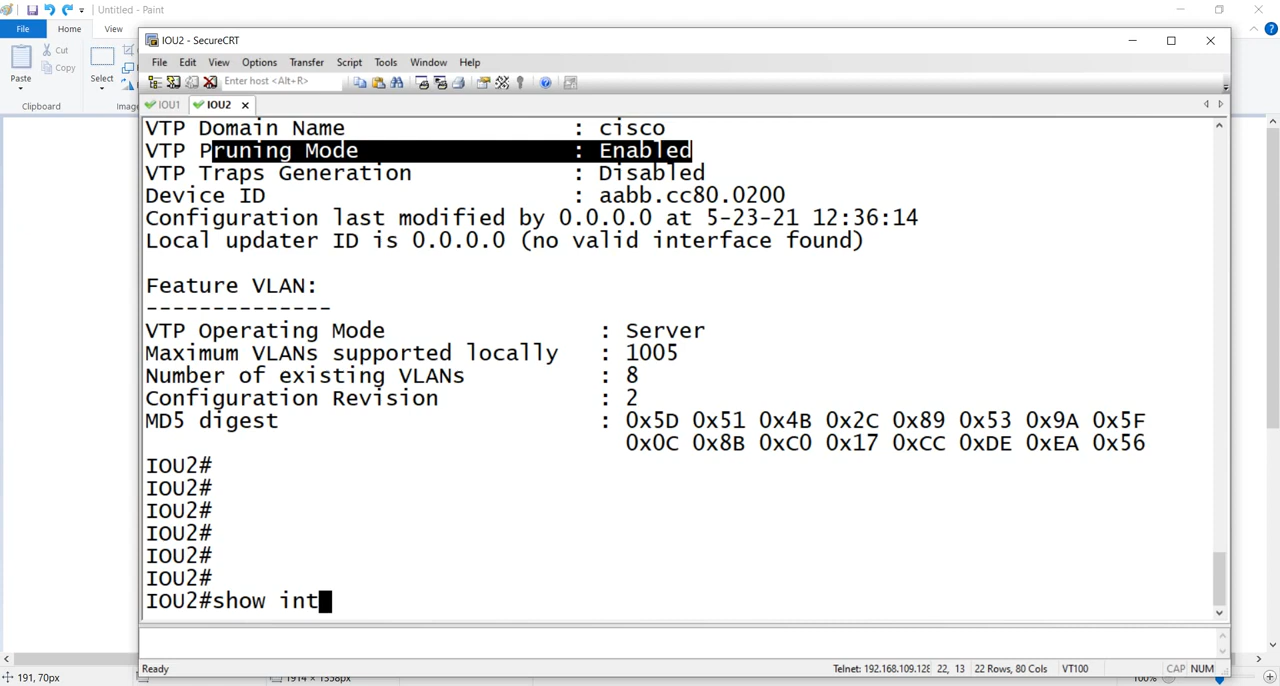 Untitled - Paint
File Home View
Cut
Copy
Paste
Select
Clipboard
Imag
IOU2 - SecureCRT
File Edit View Options Transfer Script Tools Window Help
Enter host <Alt+R>
IOU1 IOU2
VTP Domain Name : cisco
VTP Pruning Mode : Enabled
VTP Traps Generation : Disabled
Device ID : aabb.cc80.0200
Configuration last modified by 0.0.0.0 at 5-23-21 12:36:14
Local updater ID is 0.0.0.0 (no valid interface found)
Feature VLAN:
--------------
VTP Operating Mode : Server
Maximum VLANs supported locally : 1005
Number of existing VLANs : 8
Configuration Revision : 2
MD5 digest : 0x5D 0x51 0x4B 0x2C 0x89 0x53 0x9A 0x5F
0x0C 0x8B 0xC0 0x17 0xCC 0xDE 0xEA 0x56
IOU2#
IOU2#
IOU2#
IOU2#
IOU2#
IOU2#
IOU2#show int
Ready Telnet: 192.168.109.128 22, 13 22 Rows, 80 Cols VT100 CAP NUM
191, 70px 100%